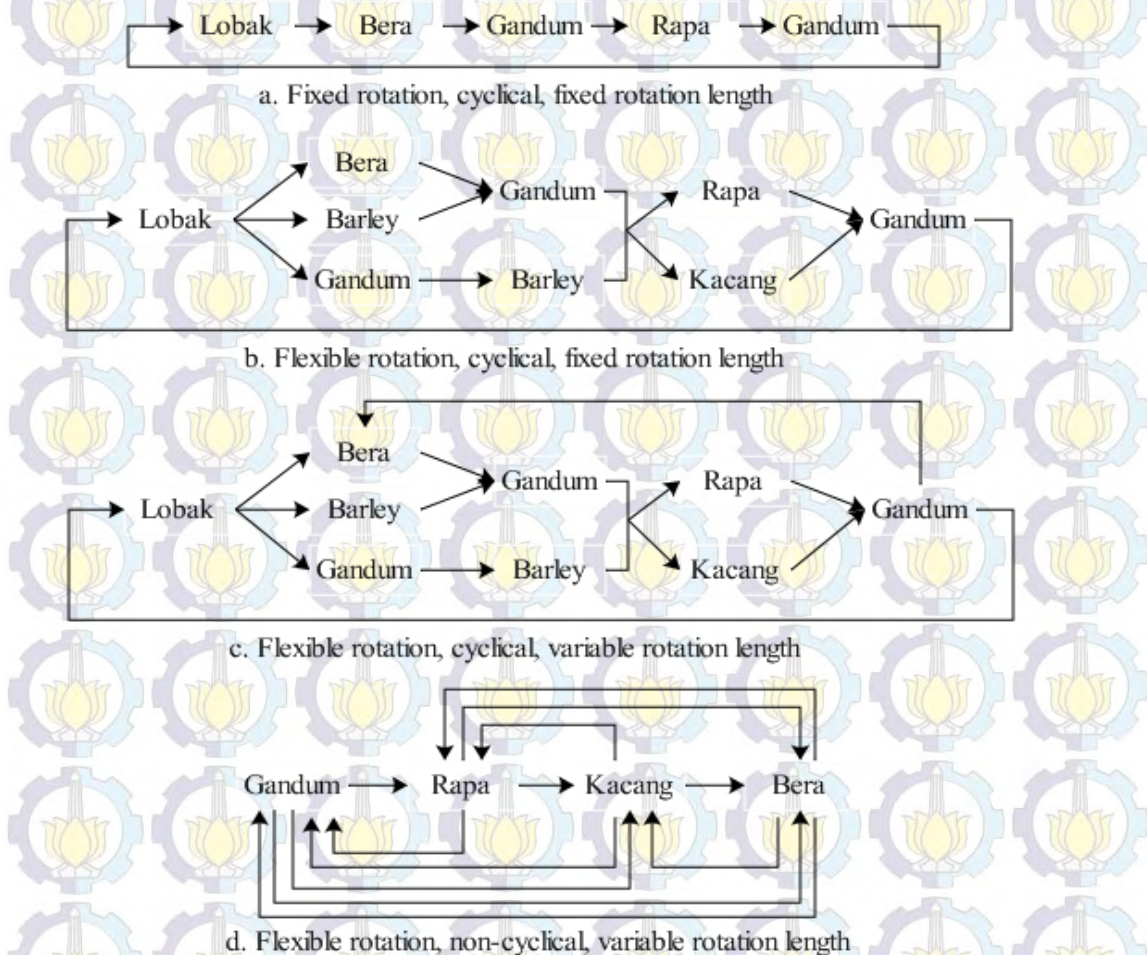 Lobak Bera Gandum Rapa Gandum
a. Fixed rotation, cyclical, fixed rotation length
Bera
Gandum Rapa
Lobak Barley Gandum
Gandum Barley Kacang
b. Flexible rotation, cyclical, fixed rotation length
Bera
Gandum Rapa
Lobak Barley Gandum
Gandum Barley Kacang
c. Flexible rotation, cyclical, variable rotation length
Gandum Rapa Kacang Bera
d. Flexible rotation, non-cyclical, variable rotation length